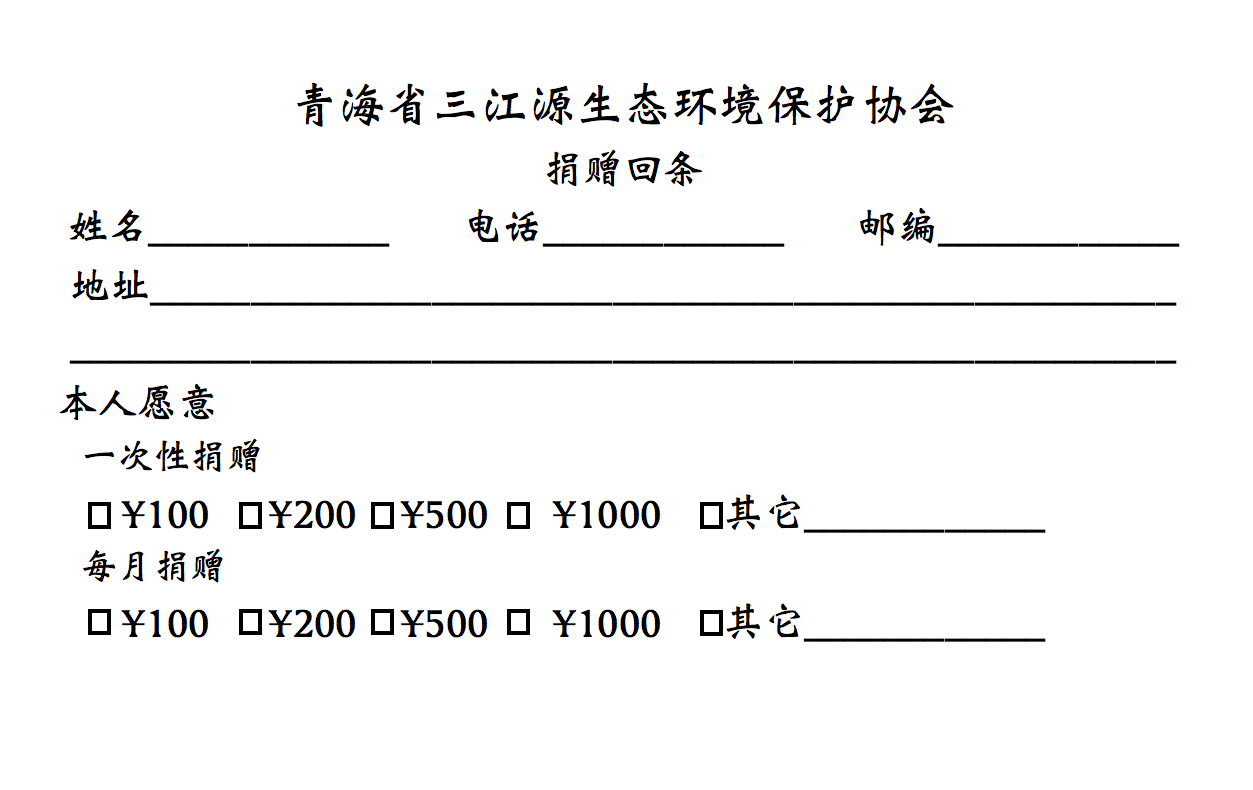 青海省三江源生态环境保护协会
捐赠回条
姓名____________ 电话____________ 邮编____________
地址___________________________________________________
_______________________________________________________
本人愿意
一次性捐赠
□¥100 □¥200 □¥500 □ ¥1000 □其它____________
每月捐赠
□¥100 □¥200 □¥500 □ ¥1000 □其它____________